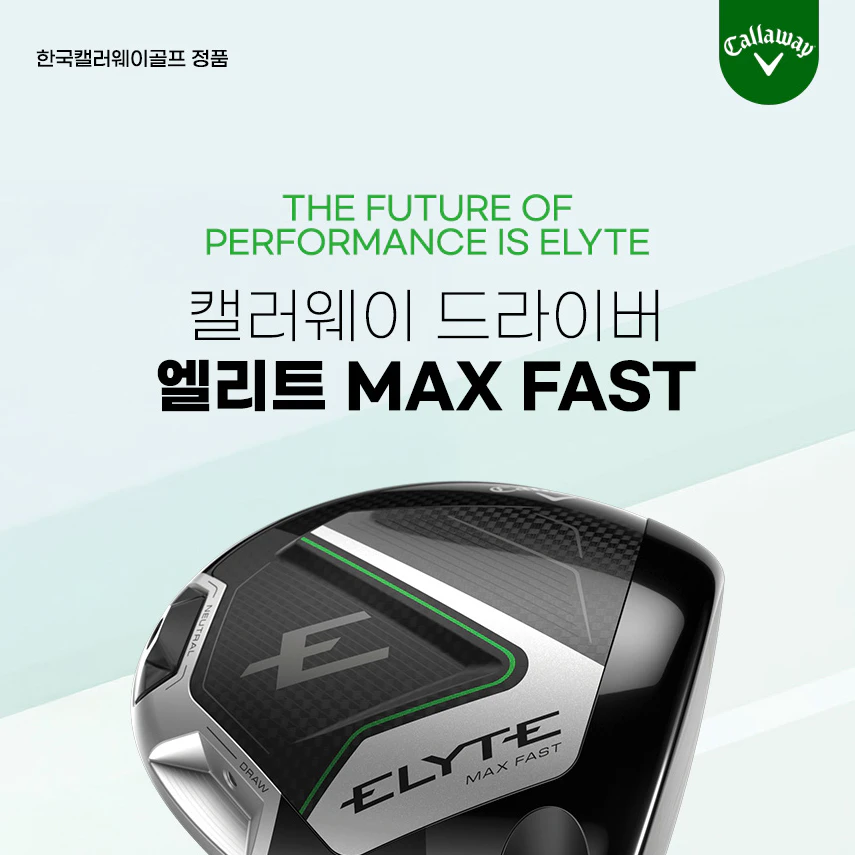 한국캘러웨이골프 정품
Callaway
THE FUTURE OF
PERFORMANCE IS ELYTE
캘러웨이 드라이버
엘리트 MAX FAST
NEUTRAL
E
DRAW
ELYTE
MAX FAST